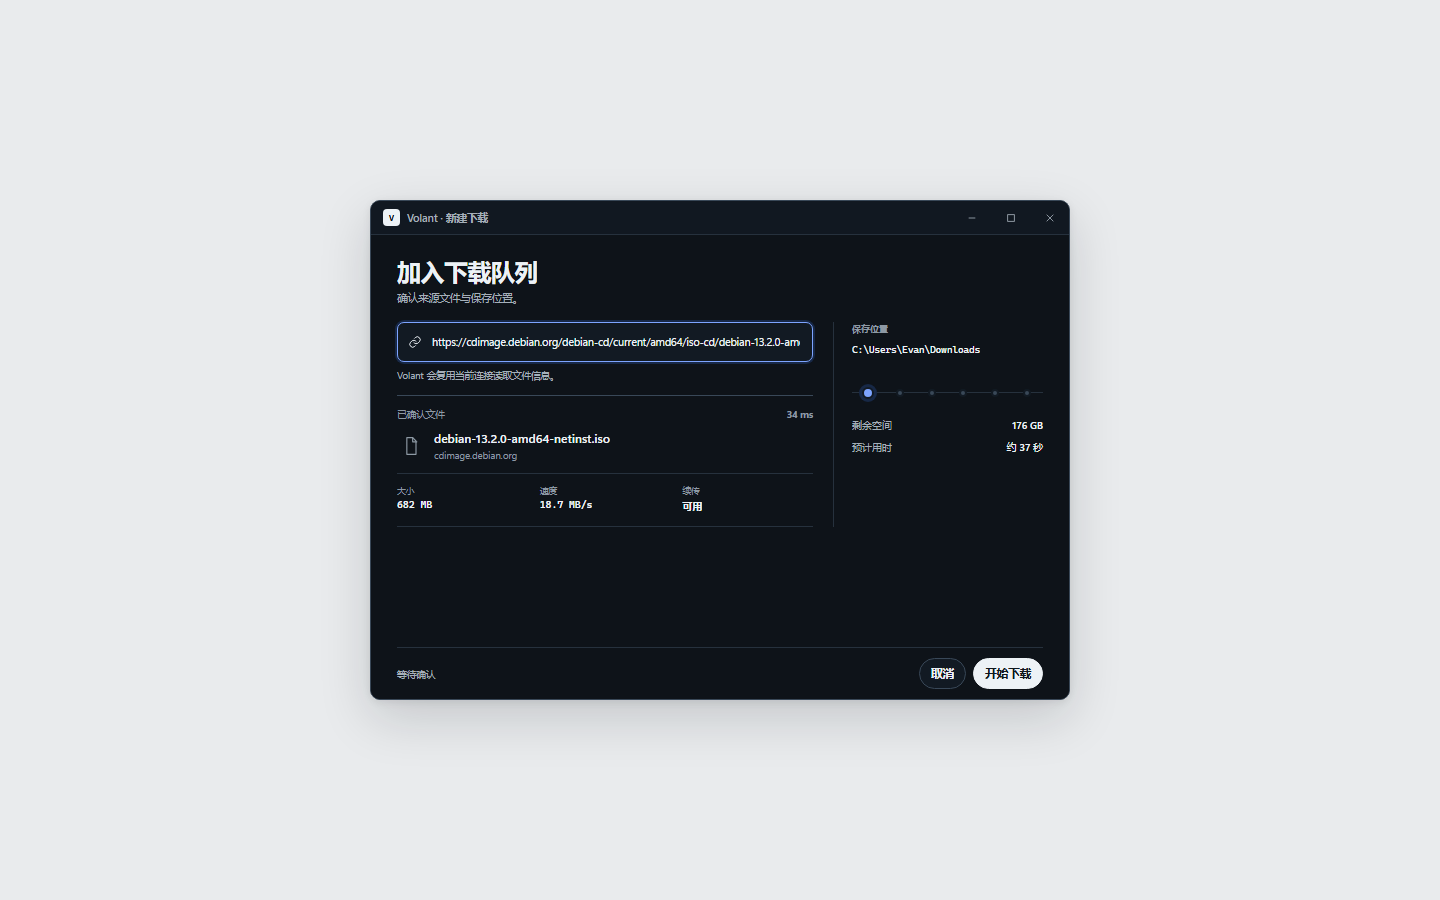 V
Volant · 新建下载
加入下载队列
确认来源文件与保存位置。
https://cdimage.debian.org/debian-cd/current/amd64/iso-cd/debian-13.2.0-am
Volant 会复用当前连接读取文件信息。
已确认文件 34 ms
debian-13.2.0-amd64-netinst.iso
cdimage.debian.org
大小 速度 续传
682 MB 18.7 MB/s 可用
保存位置
C:\Users\Evan\Downloads
剩余空间 176 GB
预计用时 约 37 秒
等待确认
取消 开始下载